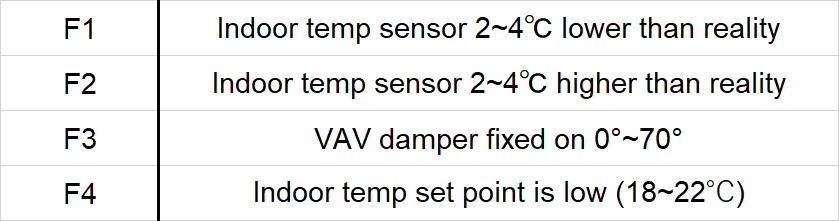 F1 Indoor temp sensor 2~4℃ lower than reality
F2 Indoor temp sensor 2~4℃ higher than reality
F3 VAV damper fixed on 0°~70°
F4 Indoor temp set point is low (18~22℃)